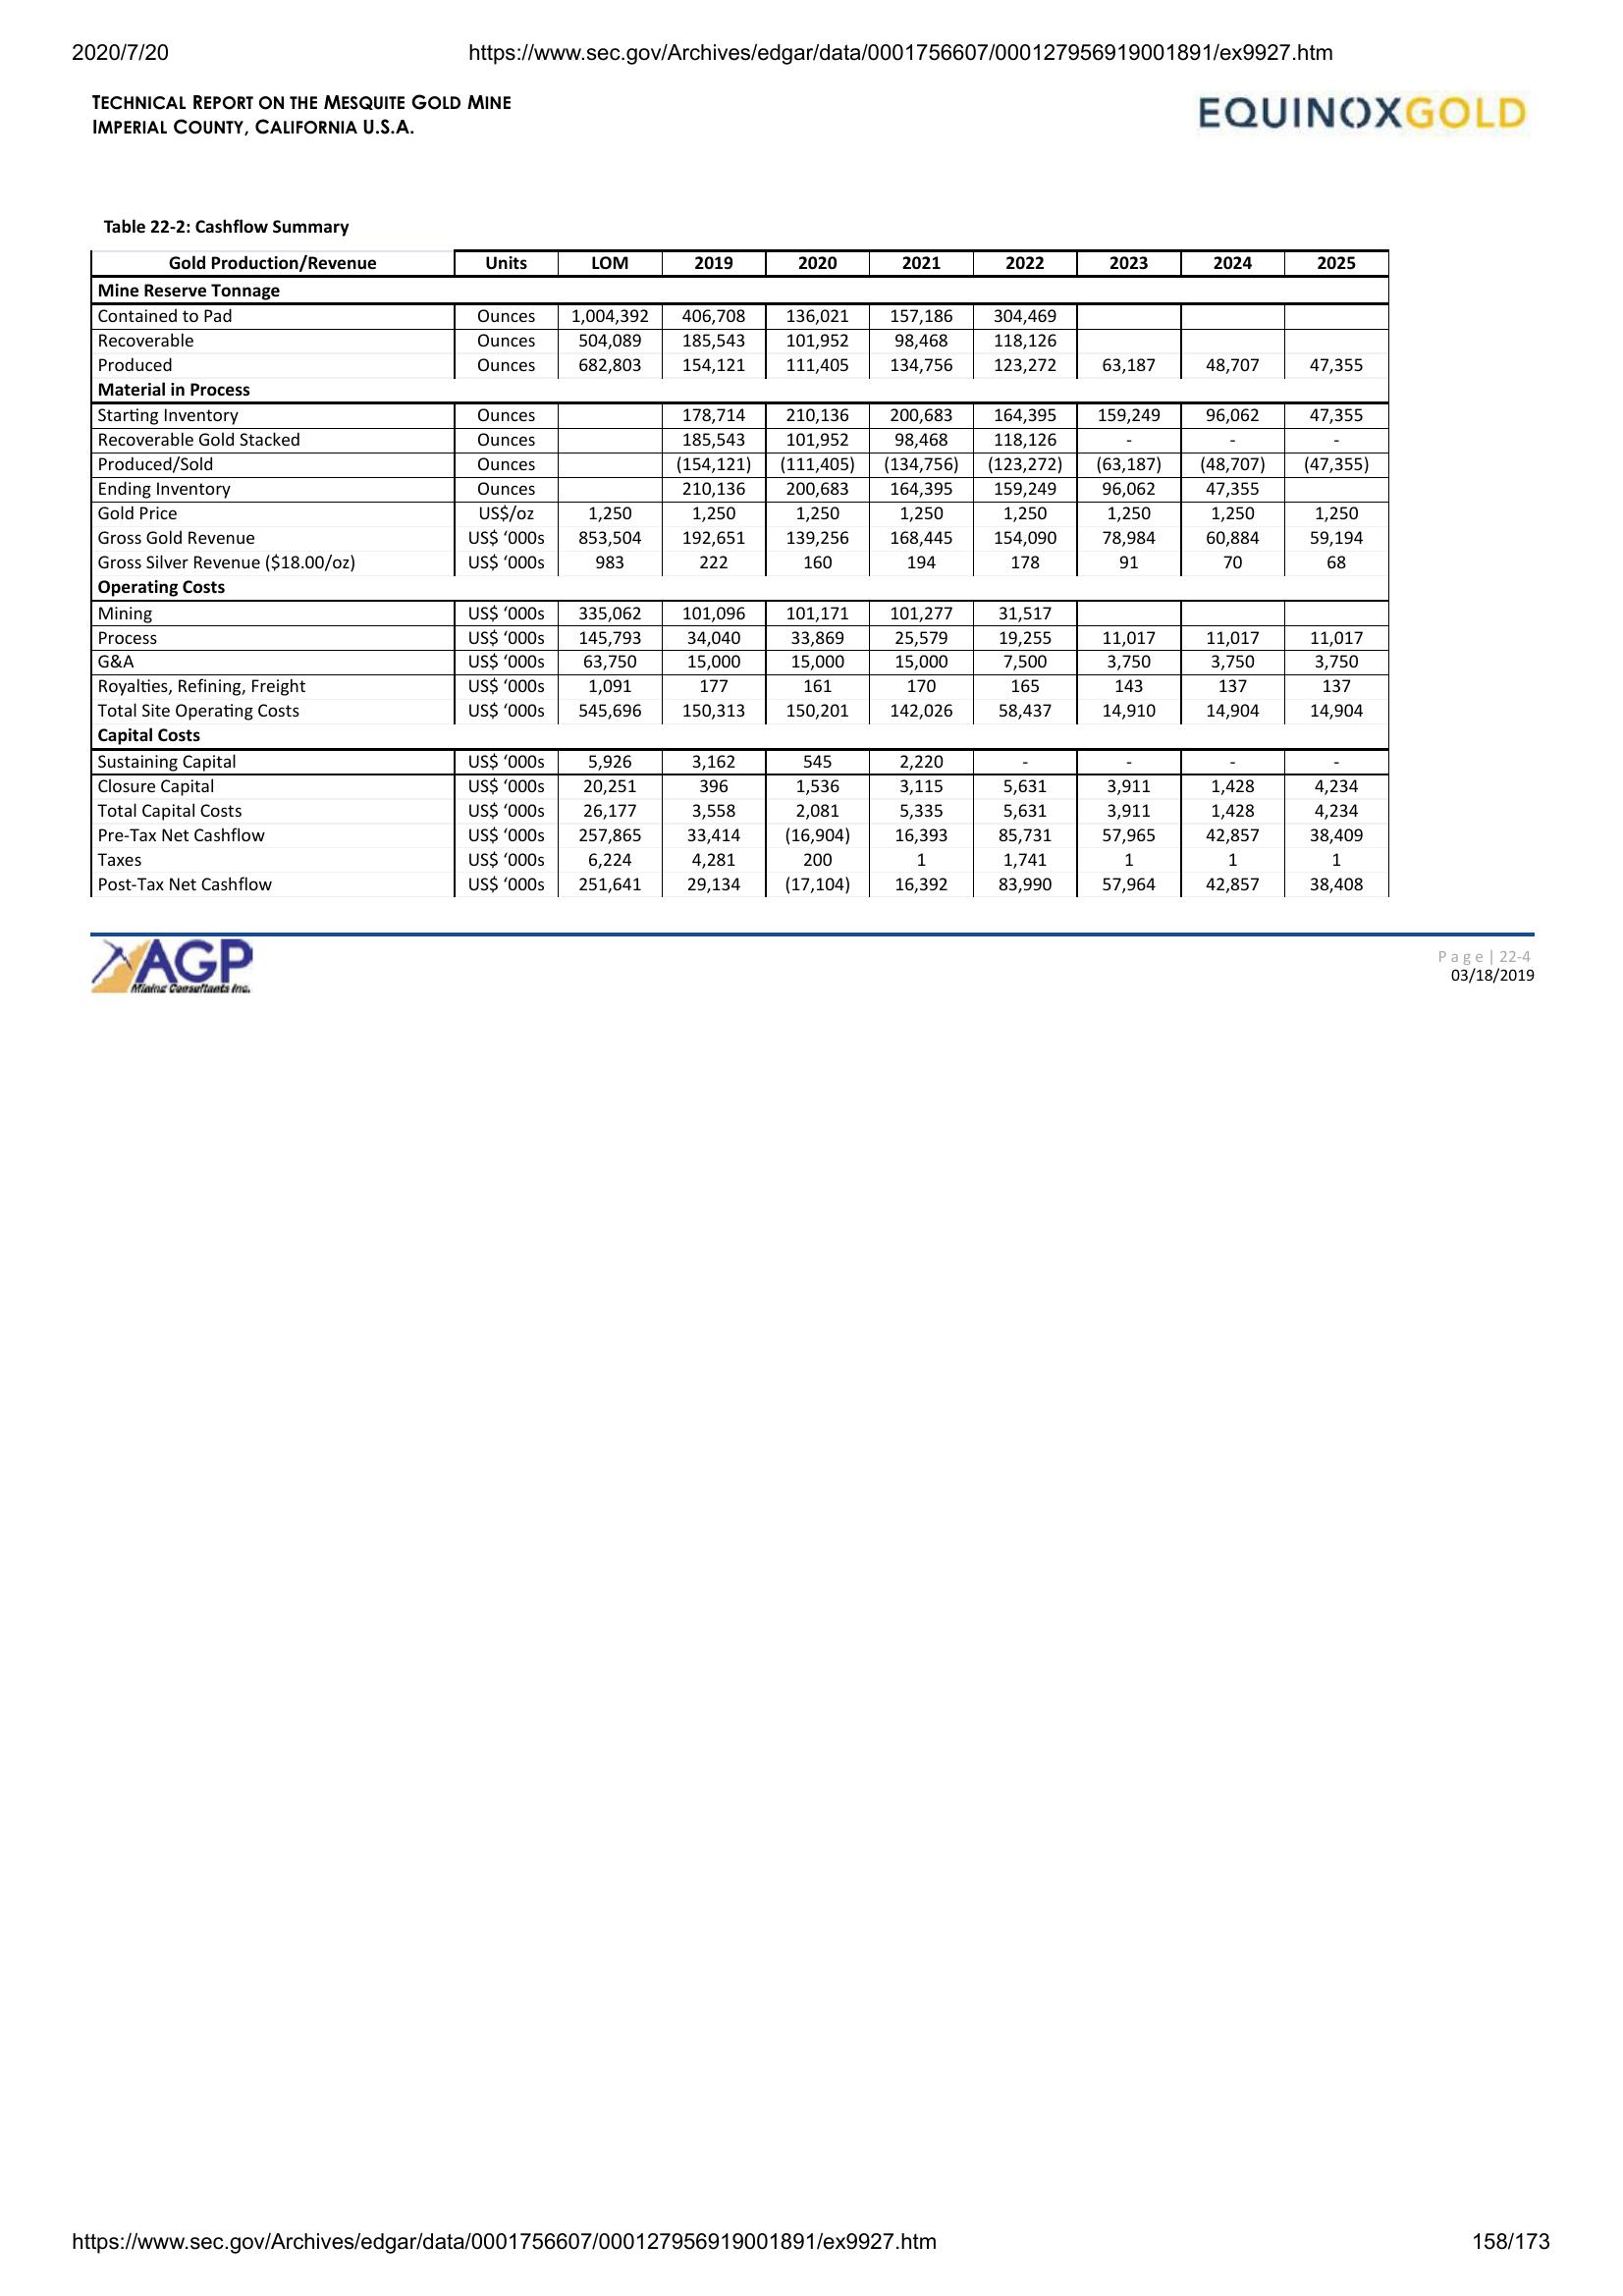 2020/7/20 https://www.sec.gov/Archives/edgar/data/0001756607/000127956919001891/ex9927.htm
TECHNICAL REPORT ON THE MESQUITE GOLD MINE
IMPERIAL COUNTY, CALIFORNIA U.S.A.
EQUINOXGOLD
Table 22-2: Cashflow Summary
Gold Production/Revenue Units LOM 2019 2020 2021 2022 2023 2024 2025
Mine Reserve Tonnage
Contained to Pad Ounces 1,004,392 406,708 136,021 157,186 304,469
Recoverable Ounces 504,089 185,543 101,952 98,468 118,126
Produced Ounces 682,803 154,121 111,405 134,756 123,272 63,187 48,707 47,355
Material in Process
Starting Inventory Ounces 178,714 210,136 200,683 164,395 159,249 96,062 47,355
Recoverable Gold Stacked Ounces 185,543 101,952 98,468 118,126 - - -
Produced/Sold Ounces (154,121) (111,405) (134,756) (123,272) (63,187) (48,707) (47,355)
Ending Inventory Ounces 210,136 200,683 164,395 159,249 96,062 47,355
Gold Price US$/oz 1,250 1,250 1,250 1,250 1,250 1,250 1,250 1,250
Gross Gold Revenue US$ ‘000s 853,504 192,651 139,256 168,445 154,090 78,984 60,884 59,194
Gross Silver Revenue ($18.00/oz) US$ ‘000s 983 222 160 194 178 91 70 68
Operating Costs
Mining US$ ‘000s 335,062 101,096 101,171 101,277 31,517
Process US$ ‘000s 145,793 34,040 33,869 25,579 19,255 11,017 11,017 11,017
G&A US$ ‘000s 63,750 15,000 15,000 15,000 7,500 3,750 3,750 3,750
Royalties, Refining, Freight US$ ‘000s 1,091 177 161 170 165 143 137 137
Total Site Operating Costs US$ ‘000s 545,696 150,313 150,201 142,026 58,437 14,910 14,904 14,904
Capital Costs
Sustaining Capital US$ ‘000s 5,926 3,162 545 2,220 - - - -
Closure Capital US$ ‘000s 20,251 396 1,536 3,115 5,631 3,911 1,428 4,234
Total Capital Costs US$ ‘000s 26,177 3,558 2,081 5,335 5,631 3,911 1,428 4,234
Pre-Tax Net Cashflow US$ ‘000s 257,865 33,414 (16,904) 16,393 85,731 57,965 42,857 38,409
Taxes US$ ‘000s 6,224 4,281 200 1 1,741 1 1 1
Post-Tax Net Cashflow US$ ‘000s 251,641 29,134 (17,104) 16,392 83,990 57,964 42,857 38,408
AGP
Mining Consultants Inc.
Page | 22-4
03/18/2019
https://www.sec.gov/Archives/edgar/data/0001756607/000127956919001891/ex9927.htm 158/173